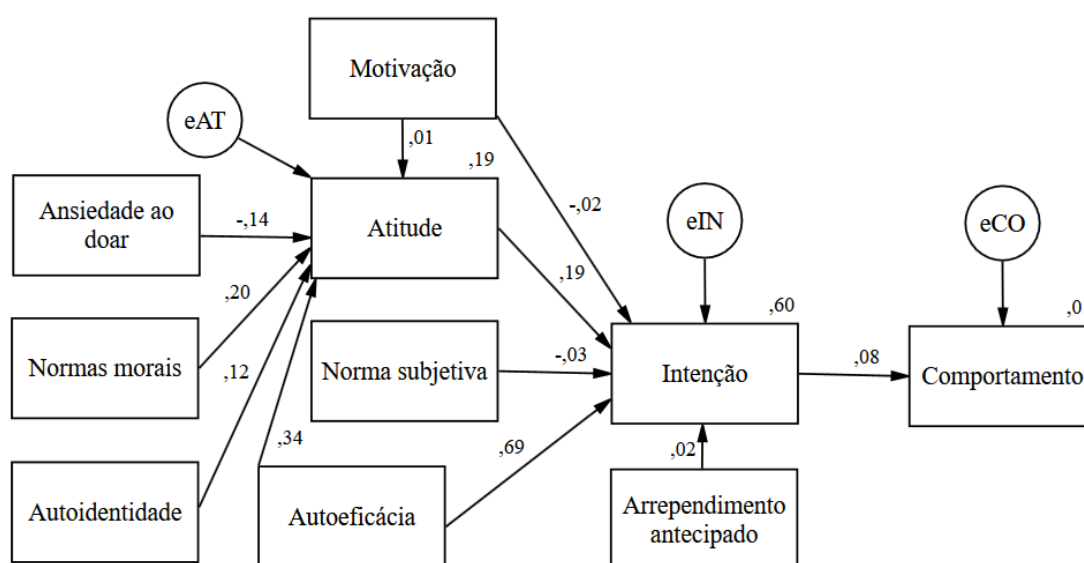 Motivação
eAT
,01
,19
Ansiedade ao
doar
-,14
Atitude
-,02
eIN
eCO
,19
,20
,60
,0
Normas morais
Norma subjetiva
-,03
Intenção
,08
Comportamento
,12
,34
,69
,02
Autoidentidade
Autoeficácia
Arrependimento
antecipado